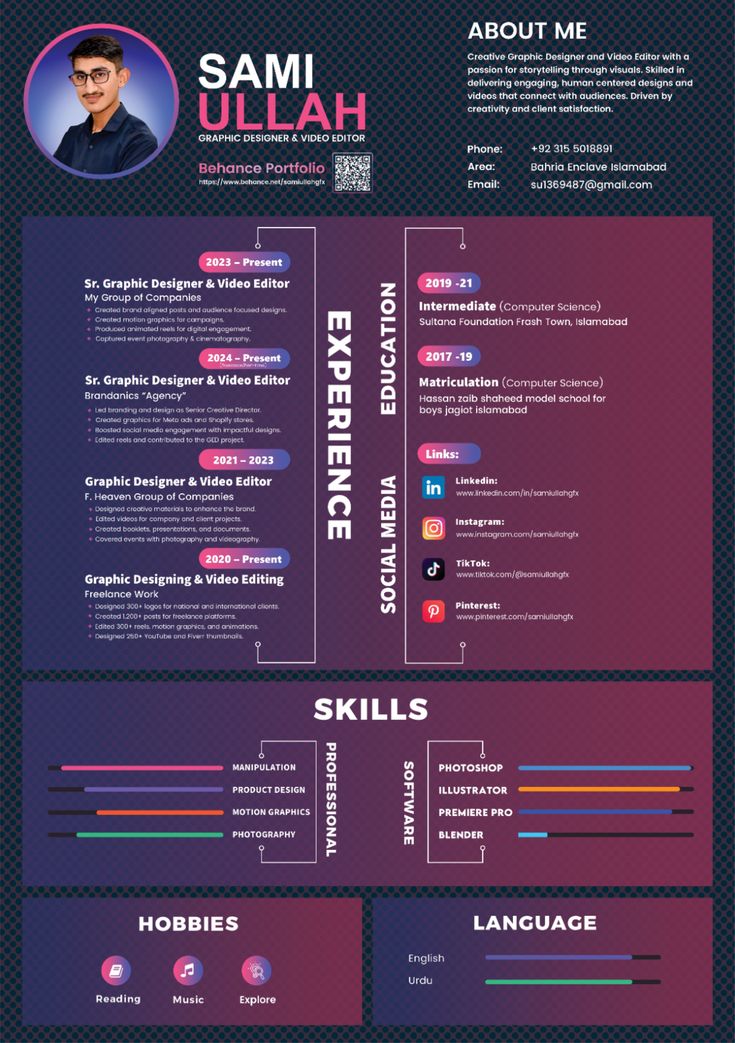 SAMI
ULLAH
GRAPHIC DESIGNER & VIDEO EDITOR
Behance Portfolio
https://www.behance.net/samiullahgfx
ABOUT ME
Creative Graphic Designer and Video Editor with a
passion for storytelling through visuals. Skilled in
delivering engaging, human centered designs and
videos that connect with audiences. Driven by
creativity and client satisfaction.
Phone: +92 315 5018891
Area: Bahria Enclave Islamabad
Email: su1369487@gmail.com
EXPERIENCE
2023 – Present
Sr. Graphic Designer & Video Editor
My Group of Companies
Created brand aligned posts and audience focused designs.
Created motion graphics for campaigns.
Produced animated reels for digital engagement.
Captured event photography & cinematography.
2024 – Present
Sr. Graphic Designer & Video Editor
Brandanics “Agency”
Led branding and design as Senior Creative Director.
Created graphics for Meta ads and Shopify stores.
Boosted social media engagement with impactful designs.
Edited reels and contributed to the GED project.
2021 – 2023
Graphic Designer & Video Editor
F. Heaven Group of Companies
Designed creative materials to enhance the brand.
Edited videos for company and client projects.
Created booklets, presentations, and documents.
Covered events with photography and videography.
2020 – Present
Graphic Designing & Video Editing
Freelance Work
Designed 300+ logos for national and international clients.
Created 1,200+ posts for freelance platforms.
Edited 300+ reels, motion graphics, and animations.
Designed 250+ YouTube and Fiverr thumbnails.
EDUCATION
2019 -21
Intermediate (Computer Science)
Sultana Foundation Frash Town, Islamabad
2017 -19
Matriculation (Computer Science)
Hassan zaib shaheed model school for
boys jagiot islamabad
SOCIAL MEDIA
Links:
Linkedin:
www.linkedin.com/in/samiullahgfx
Instagram:
www.instagram.com/samiullahgfx
TikTok:
www.tiktok.com/@samiullahgfx
Pinterest:
www.pinterest.com/samiullahgfx
SKILLS
PROFESSIONAL
MANIPULATION
PRODUCT DESIGN
MOTION GRAPHICS
PHOTOGRAPHY
SOFTWARE
PHOTOSHOP
ILLUSTRATOR
PREMIERE PRO
BLENDER
HOBBIES
Reading
Music
Explore
LANGUAGE
English
Urdu